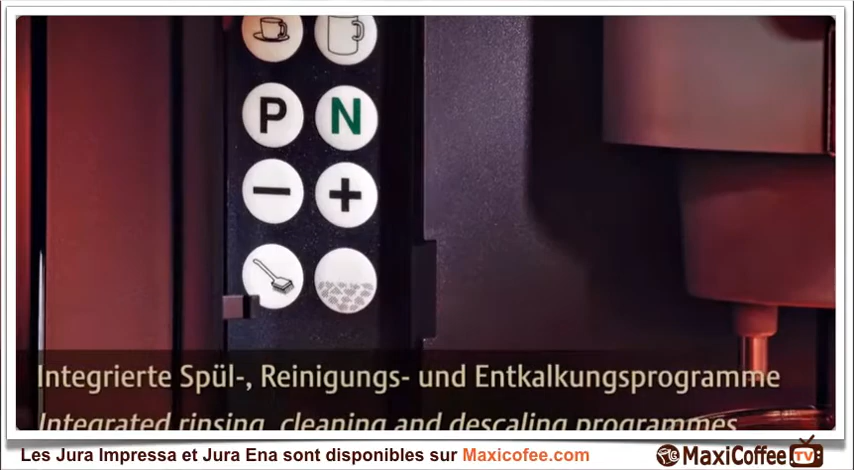 P N
Integrierte Spül-, Reinigungs- und Entkalkungsprogramme
Integrated rinsing, cleaning and descaling programmes
Les Jura Impressa et Jura Ena sont disponibles sur Maxicofee.com
MaxiCoffee TV